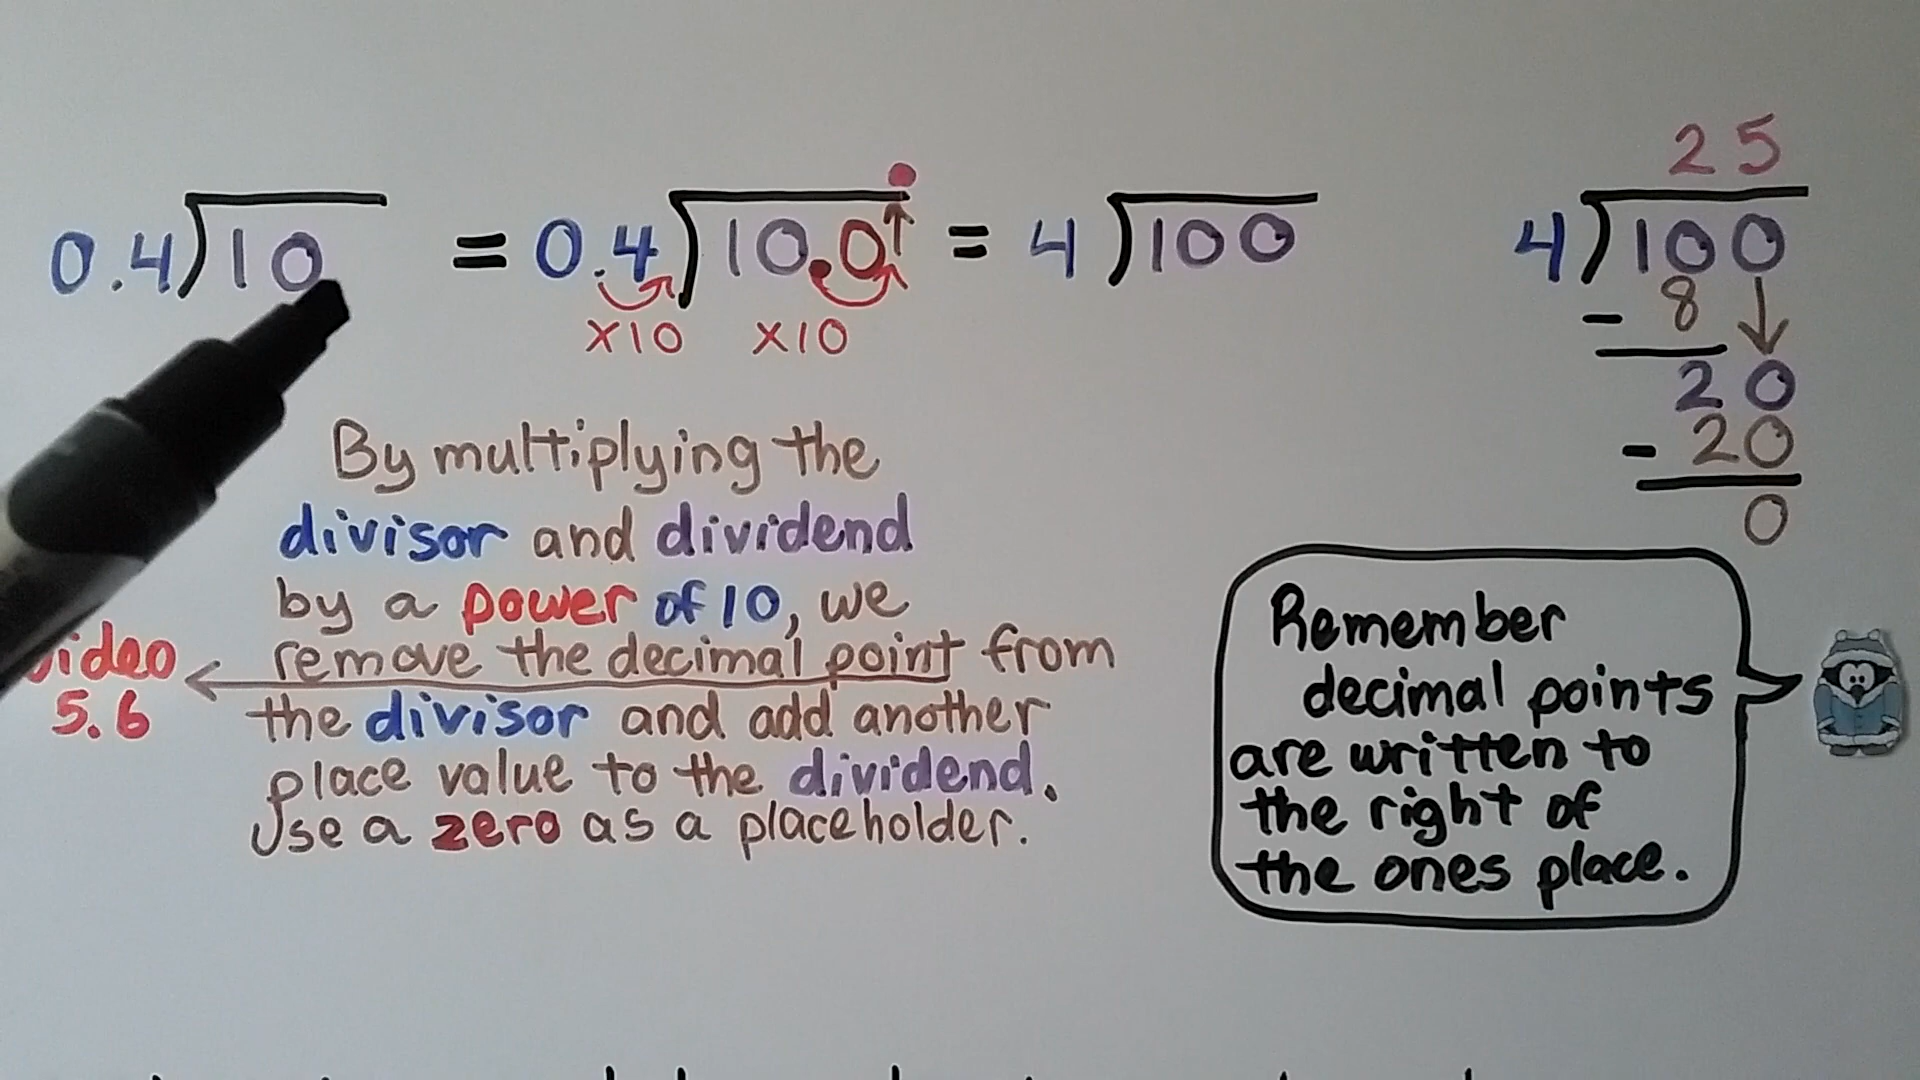 0.4)10 = 0.4)10.0 = 4)100
×10 ×10
25
4)100
- 8
20
- 20
0
By multiplying the
divisor and dividend
by a power of 10, we
remove the decimal point from
the divisor and add another
place value to the dividend.
Use a zero as a placeholder.
5.6
Remember
decimal points
are written to
the right of
the ones place.